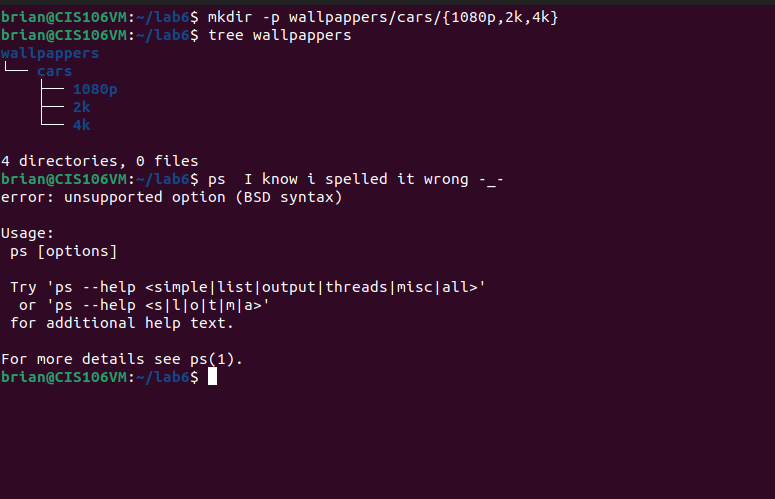 brian@CIS106VM:~/lab6$ mkdir -p wallpappers/cars/{1080p,2k,4k}
brian@CIS106VM:~/lab6$ tree wallpappers
wallpappers
└── cars
    ├── 1080p
    ├── 2k
    └── 4k

4 directories, 0 files
brian@CIS106VM:~/lab6$ ps  I know i spelled it wrong -_-
error: unsupported option (BSD syntax)

Usage:
 ps [options]

 Try 'ps --help <simple|list|output|threads|misc|all>'
  or 'ps --help <s|l|o|t|m|a>'
 for additional help text.

For more details see ps(1).
brian@CIS106VM:~/lab6$